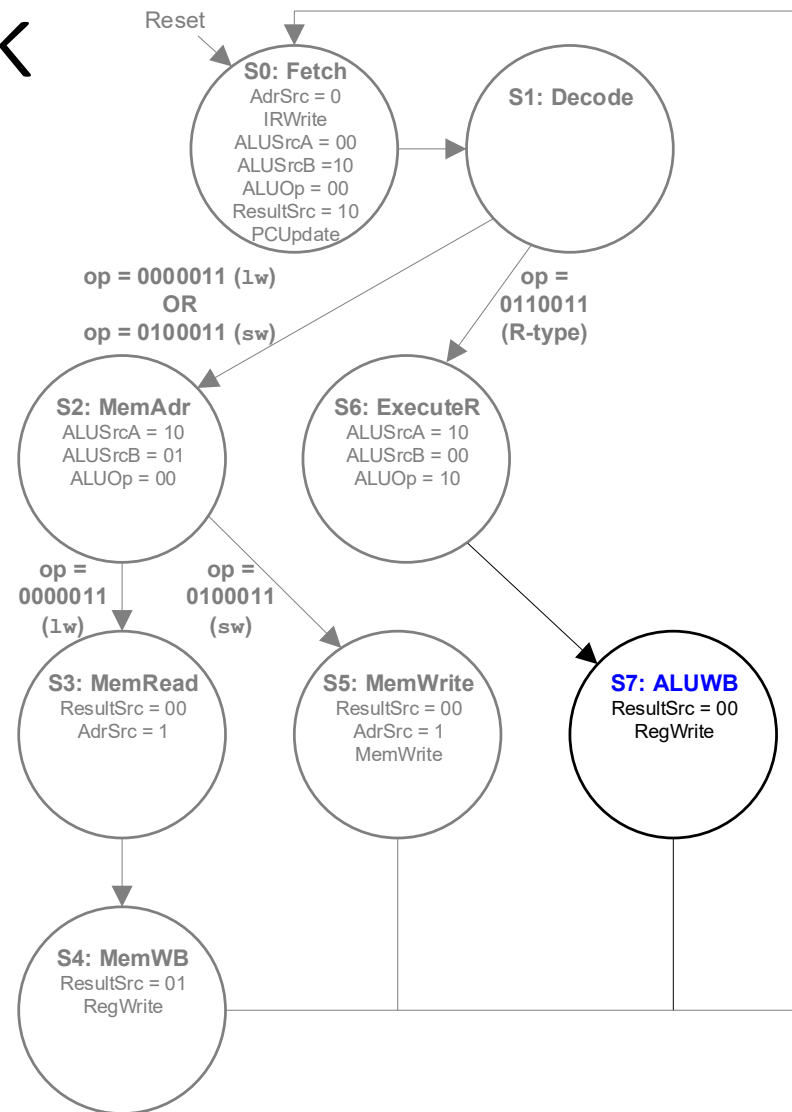 Reset
S0: Fetch
AdrSrc = 0
IRWrite
ALUSrcA = 00
ALUSrcB =10
ALUOp = 00
ResultSrc = 10
PCUpdate
S1: Decode
op = 0000011 (lw)
OR
op = 0100011 (sw)
op =
0110011
(R-type)
S2: MemAdr
ALUSrcA = 10
ALUSrcB = 01
ALUOp = 00
S6: ExecuteR
ALUSrcA = 10
ALUSrcB = 00
ALUOp = 10
op =
0000011
(lw)
op =
0100011
(sw)
S3: MemRead
ResultSrc = 00
AdrSrc = 1
S5: MemWrite
ResultSrc = 00
AdrSrc = 1
MemWrite
S7: ALUWB
ResultSrc = 00
RegWrite
S4: MemWB
ResultSrc = 01
RegWrite